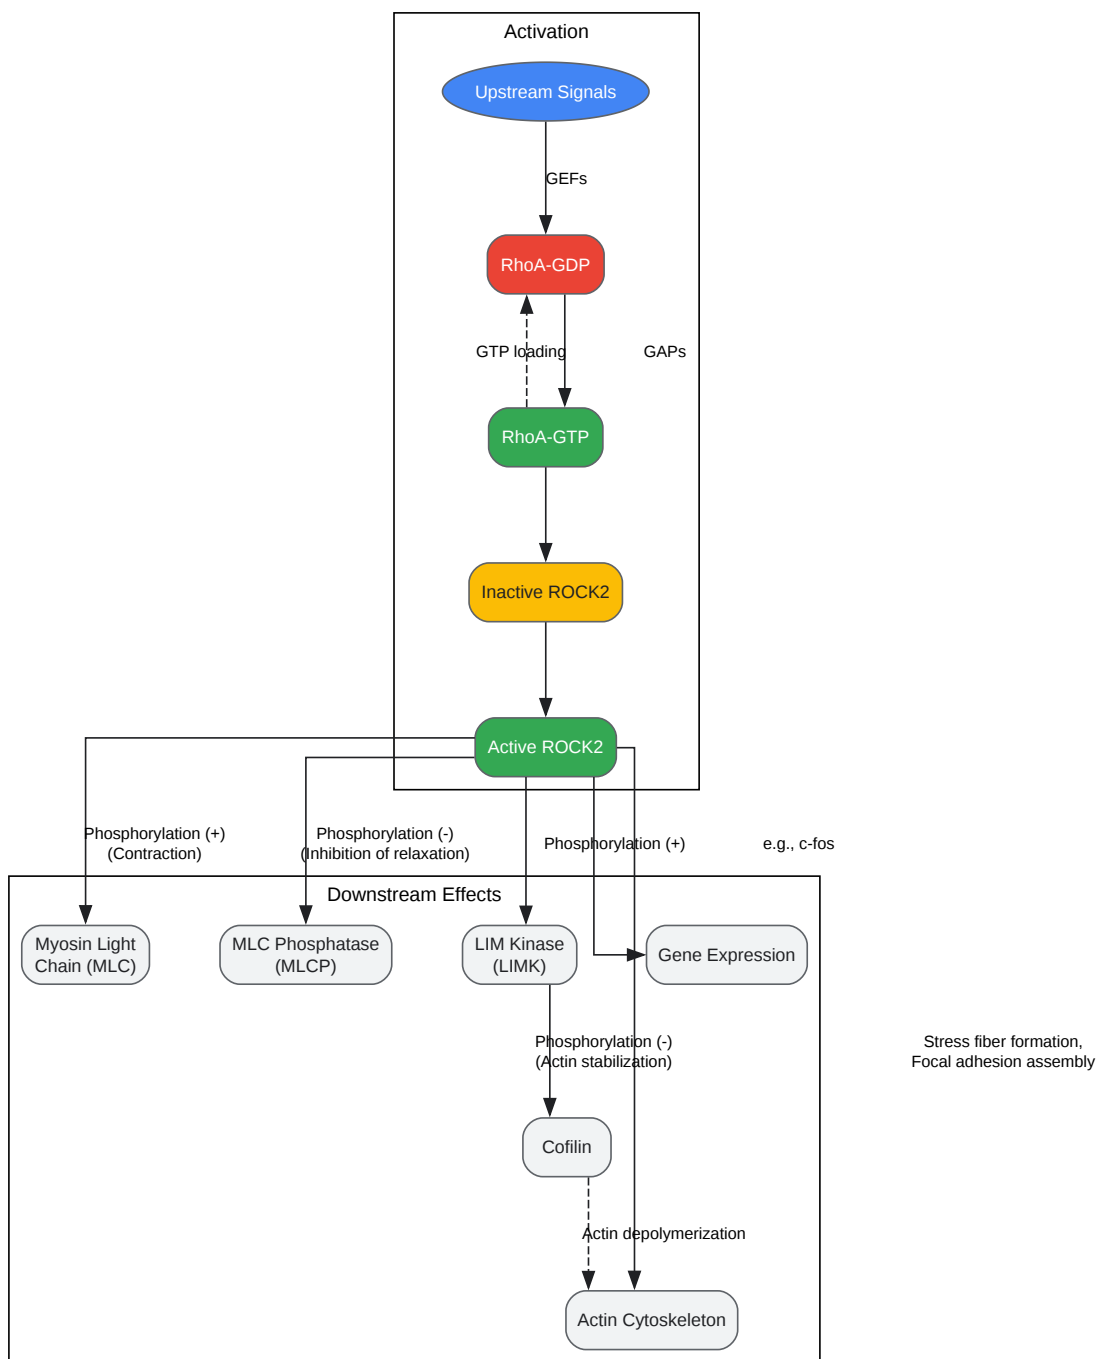 Activation
Upstream Signals
GEFs
RhoA-GDP
GTP loading
GAPs
RhoA-GTP
Inactive ROCK2
Active ROCK2
Phosphorylation (+)
(Contraction)
Phosphorylation (-)
(Inhibition of relaxation)
Phosphorylation (+)
e.g., c-fos
Downstream Effects
Myosin Light
Chain (MLC)
MLC Phosphatase
(MLCP)
LIM Kinase
(LIMK)
Gene Expression
Phosphorylation (-)
(Actin stabilization)
Stress fiber formation,
Focal adhesion assembly
Cofilin
Actin depolymerization
Actin Cytoskeleton